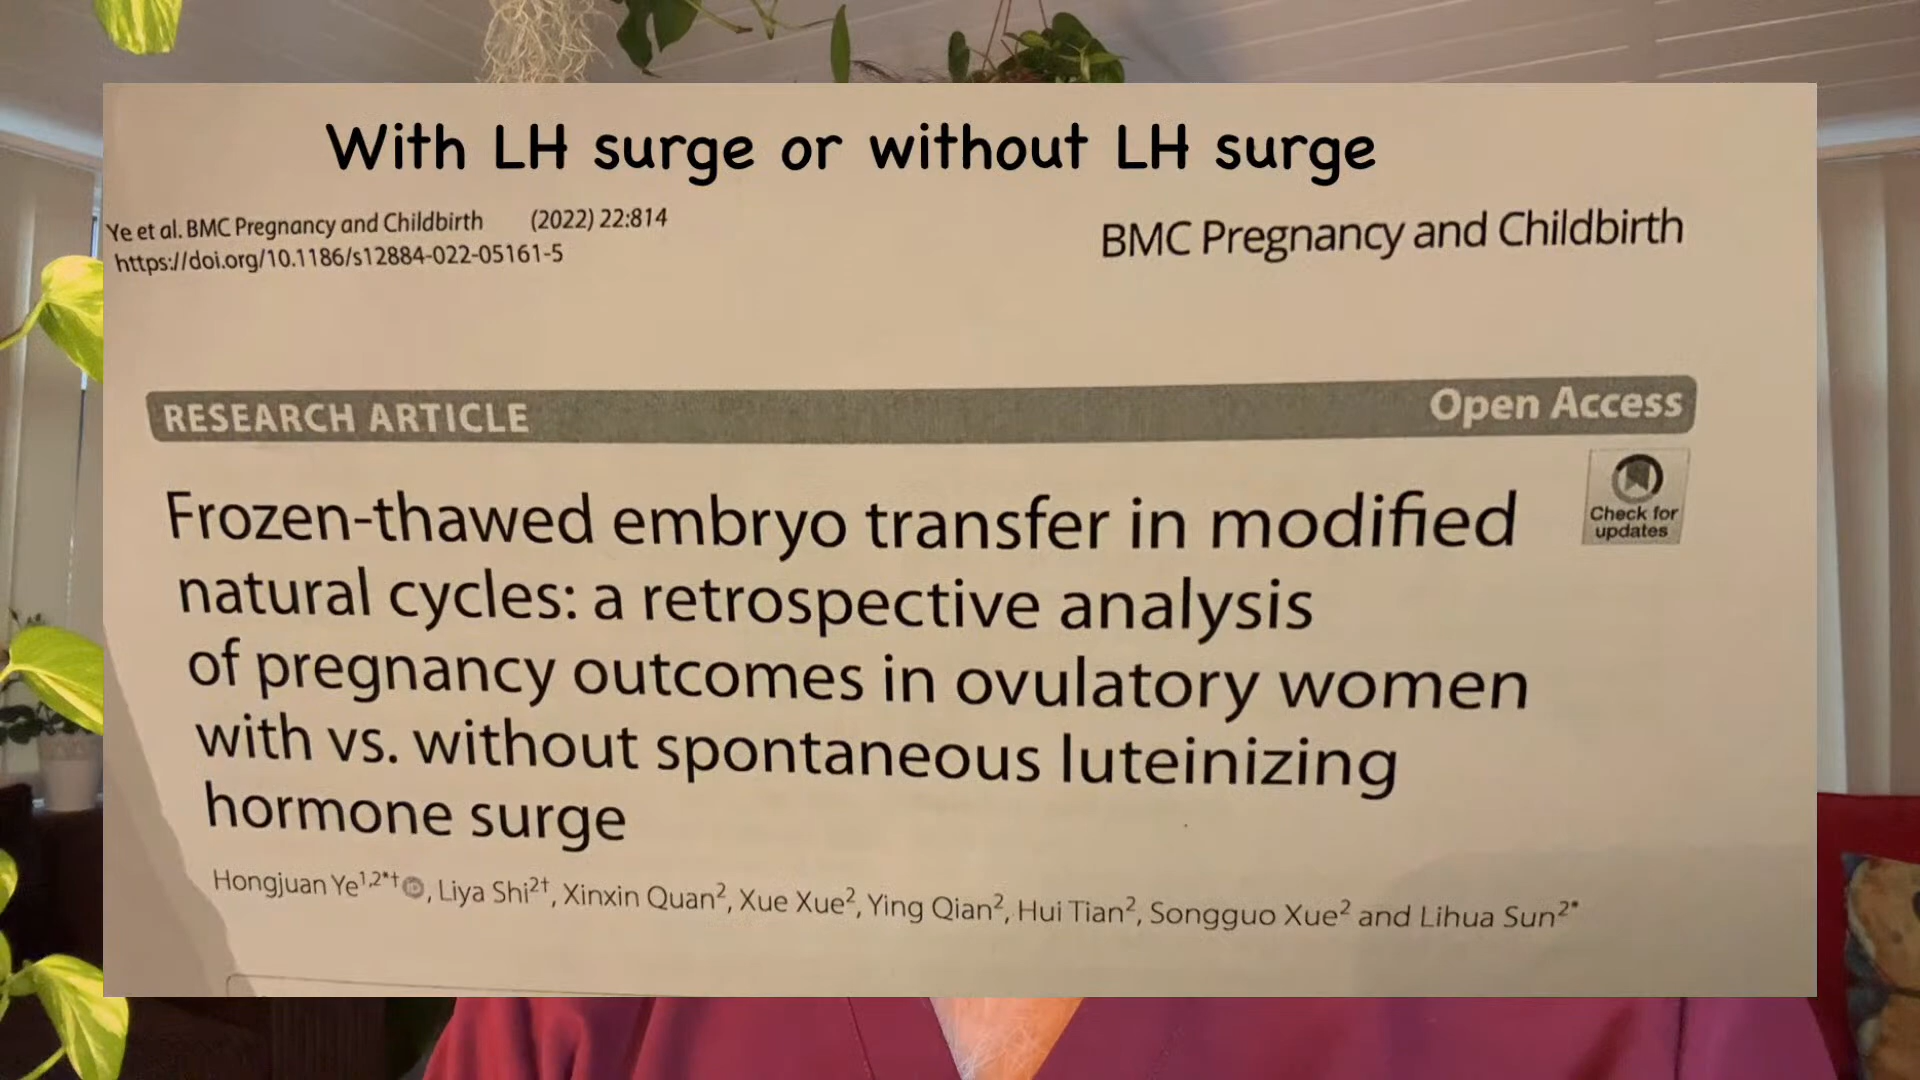 With LH surge or without LH surge
Ye et al. BMC Pregnancy and Childbirth (2022) 22:814
https://doi.org/10.1186/s12884-022-05161-5
BMC Pregnancy and Childbirth
RESEARCH ARTICLE Open Access
Check for
updates
Frozen-thawed embryo transfer in modified
natural cycles: a retrospective analysis
of pregnancy outcomes in ovulatory women
with vs. without spontaneous luteinizing
hormone surge
Hongjuan Ye1,2*†, Liya Shi2†, Xinxin Quan2, Xue Xue2, Ying Qian2, Hui Tian2, Songguo Xue2 and Lihua Sun2*